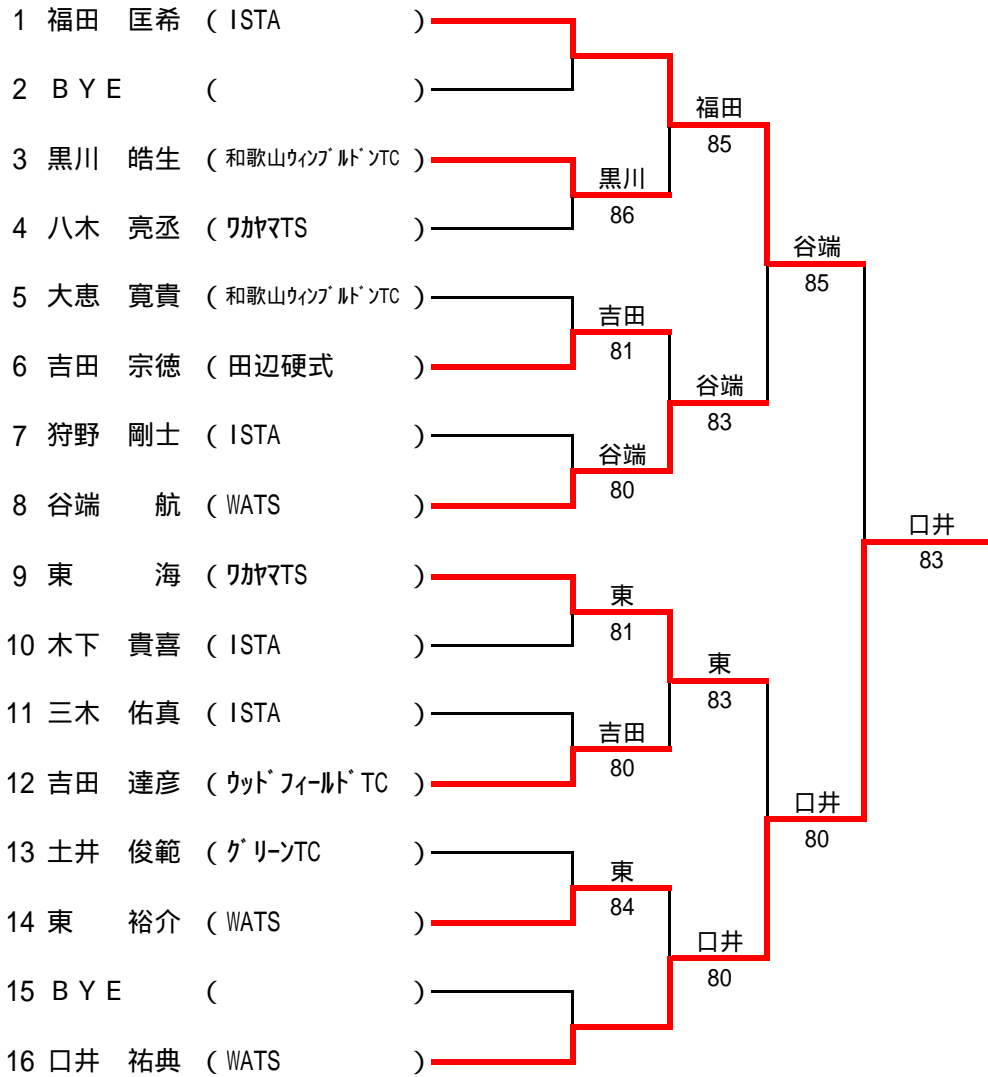 1 福田 匡希 ( ISTA )
2 BYE ( )
福田
85
3 黒川 皓生 ( 和歌山ウィンブルドンTC )
黒川
86
4 八木 亮丞 ( ワカヤマTS )
谷端
85
5 大恵 寛貴 ( 和歌山ウィンブルドンTC )
吉田
81
6 吉田 宗徳 ( 田辺硬式 )
谷端
83
7 狩野 剛士 ( ISTA )
谷端
80
8 谷端 航 ( WATS )
口井
83
9 東 海 ( ワカヤマTS )
東
81
10 木下 貴喜 ( ISTA )
東
83
11 三木 佑真 ( ISTA )
吉田
80
12 吉田 達彦 ( ウッドフィールドTC )
口井
80
13 土井 俊範 ( グリーンTC )
東
84
14 東 裕介 ( WATS )
口井
80
15 BYE ( )
16 口井 祐典 ( WATS )